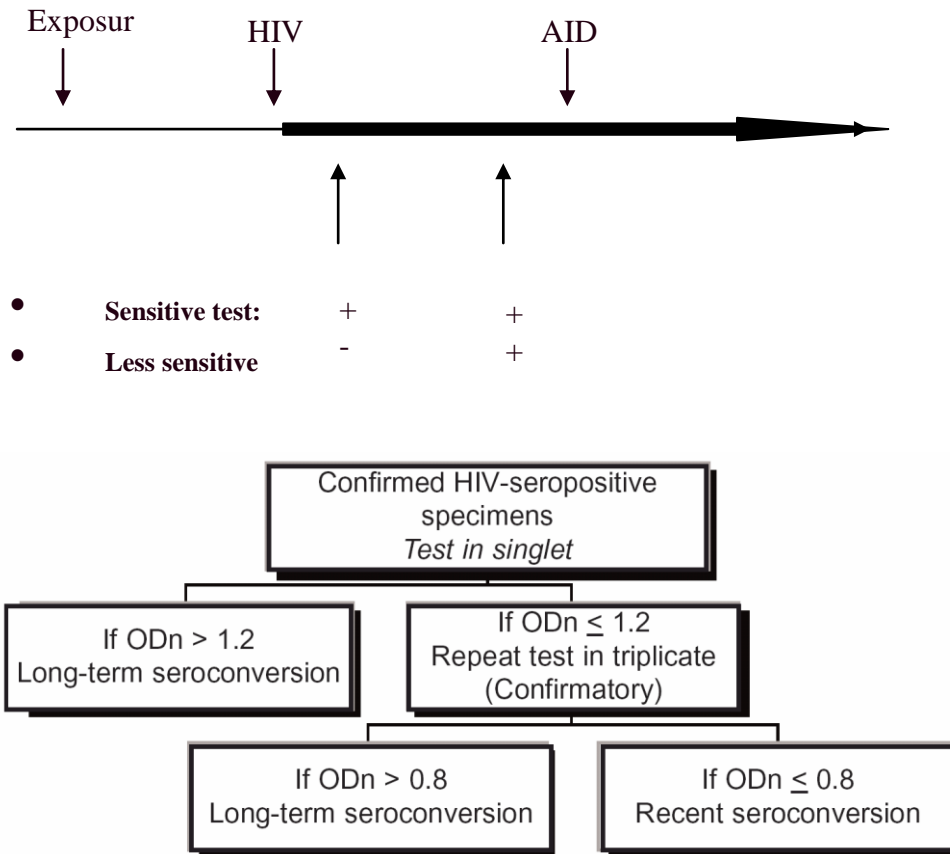 Exposur
HIV
AID
• Sensitive test: + +
• Less sensitive - +
Confirmed HIV-seropositive
specimens
Test in singlet
If ODn > 1.2
Long-term seroconversion
If ODn ≤ 1.2
Repeat test in triplicate
(Confirmatory)
If ODn > 0.8
Long-term seroconversion
If ODn ≤ 0.8
Recent seroconversion